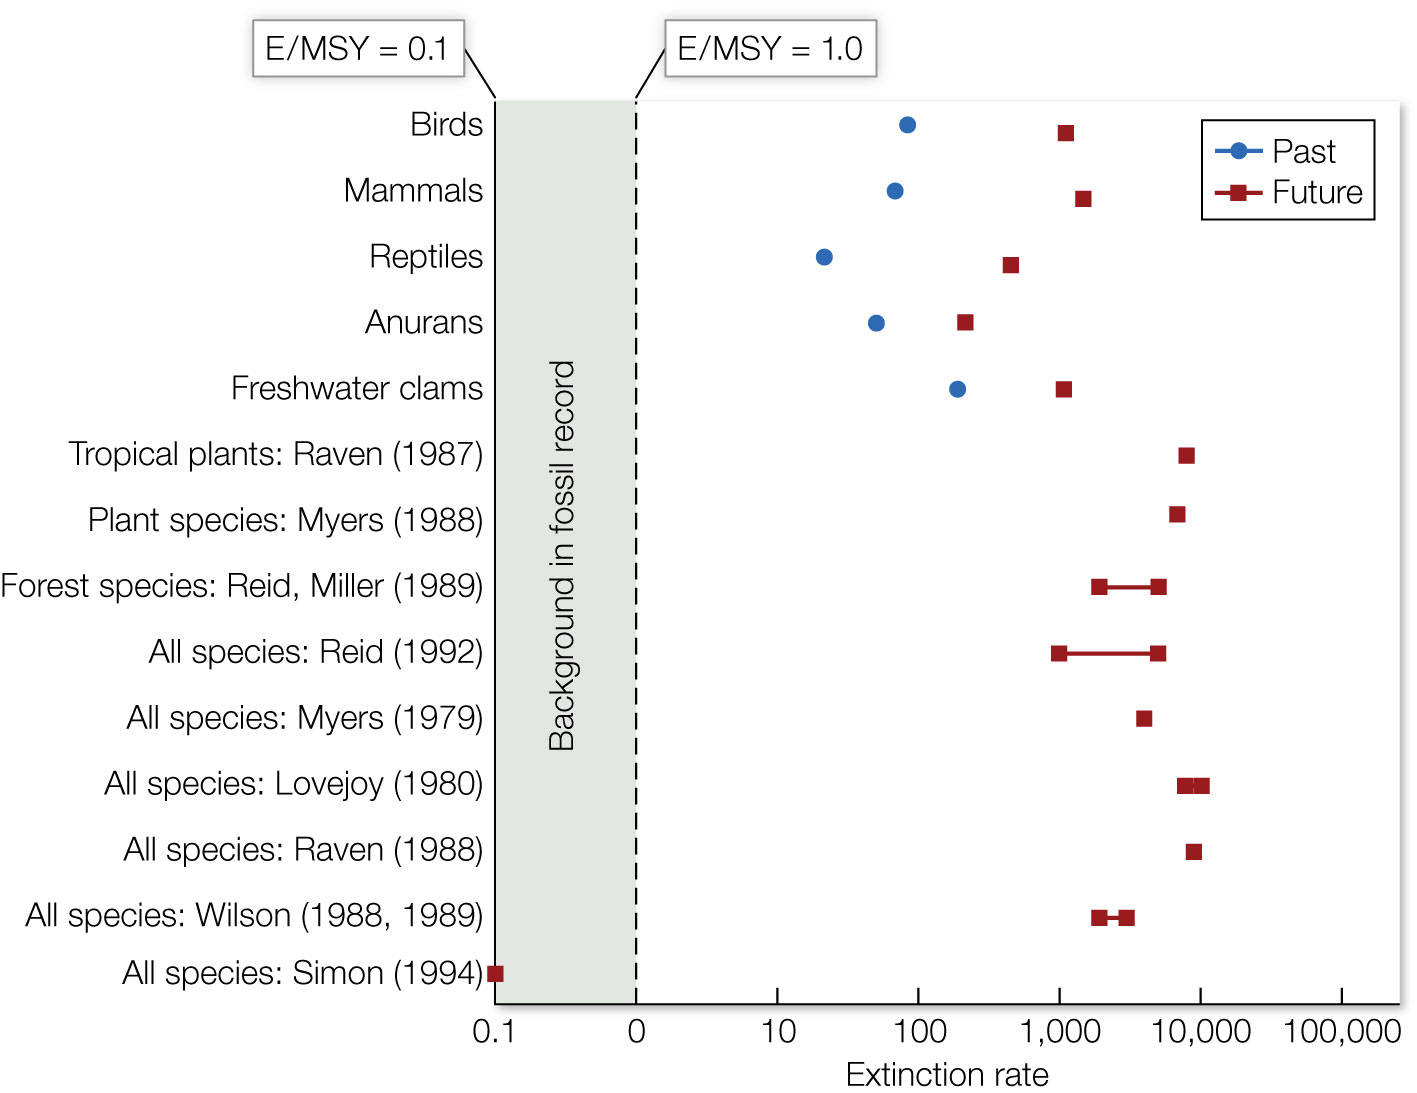 E/MSY = 0.1
E/MSY = 1.0
Birds
Mammals
Reptiles
Anurans
Freshwater clams
Tropical plants: Raven (1987)
Plant species: Myers (1988)
Forest species: Reid, Miller (1989)
All species: Reid (1992)
All species: Myers (1979)
All species: Lovejoy (1980)
All species: Raven (1988)
All species: Wilson (1988, 1989)
All species: Simon (1994)
Background in fossil record
Past
Future
0.1 0 10 100 1,000 10,000 100,000
Extinction rate